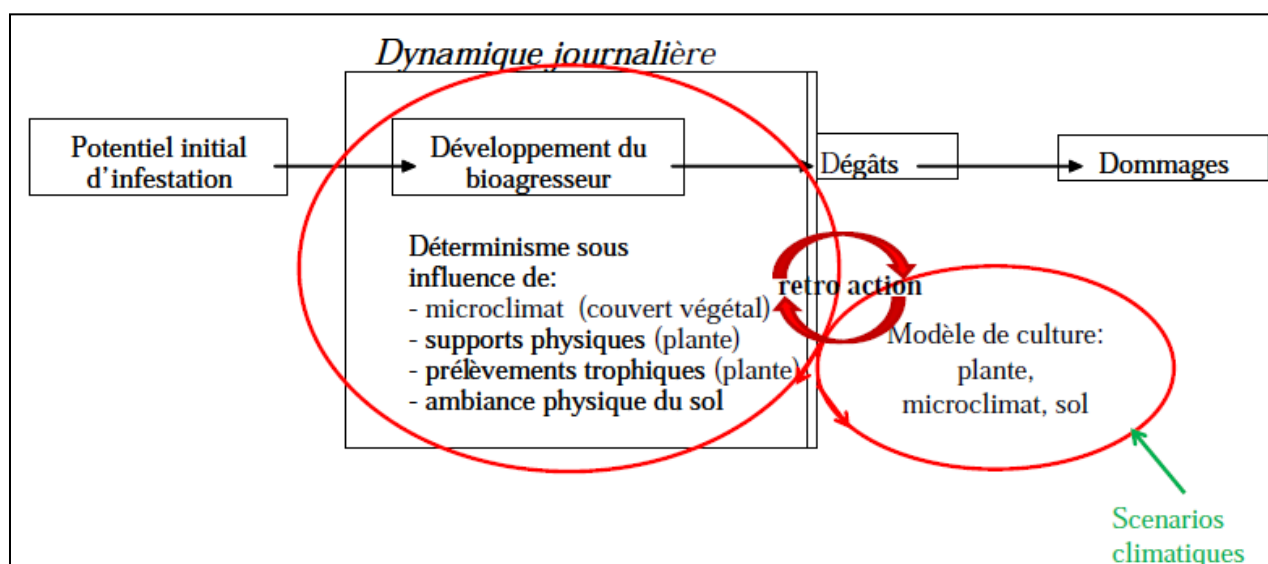 Dynamique journalière
Potentiel initial
d'infestation
Développement du
bioagresseur
Dégâts
Dommages
Déterminisme sous
influence de:
- microclimat (couvert végétal)
- supports physiques (plante)
- prélèvements trophiques (plante)
- ambiance physique du sol
retro action
Modèle de culture:
plante,
microclimat, sol
Scenarios
climatiques